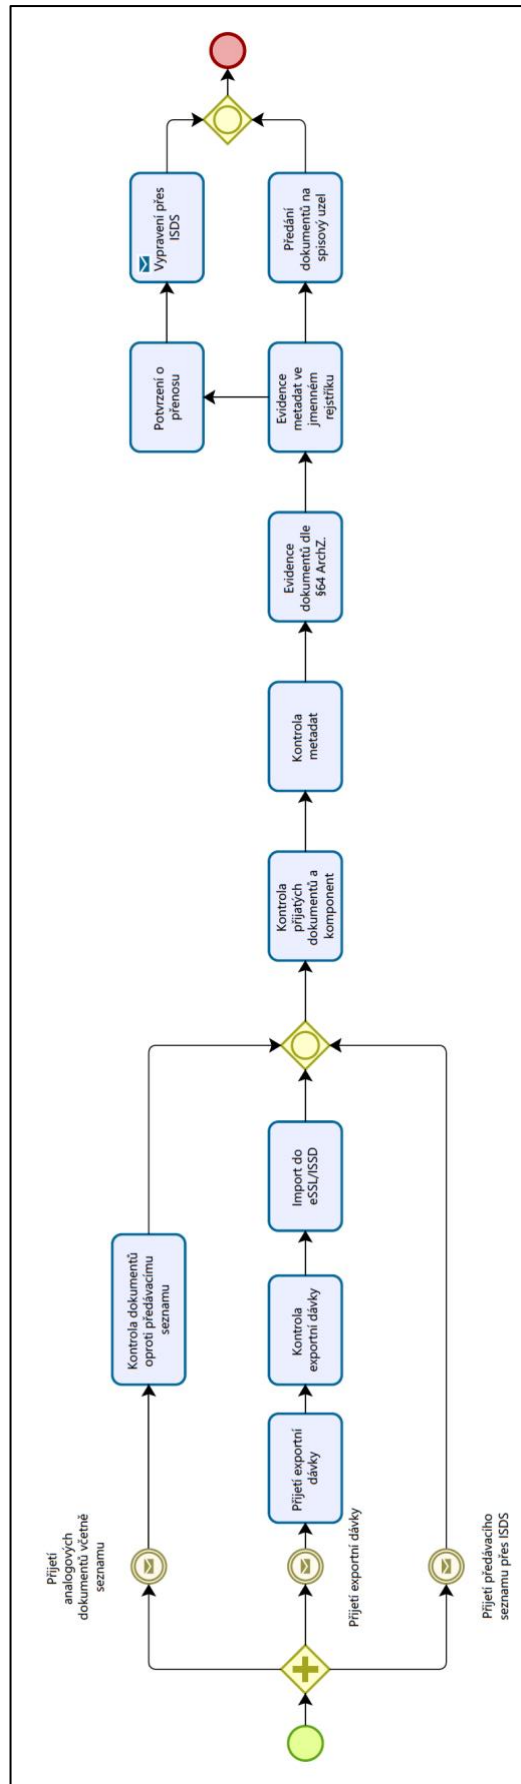 Přijetí
analogových
dokumentů včetně
seznamu
Kontrola dokumentů
oproti předávacímu
seznamu
Přijetí exportní dávky
Přijetí exportní
dávky
Kontrola
exportní dávky
Import do
eSSL/ISSD
Přijetí předávacího
seznamu přes ISDS
Kontrola
přijatých
dokumentů a
komponent
Kontrola
metadat
Evidence
dokumentů dle
§64 ArchZ.
Evidence
metadat ve
jmenném
rejstříku
Potvrzení o
přenosu
Vypravení přes
ISDS
Předání
dokumentů na
spisový uzel